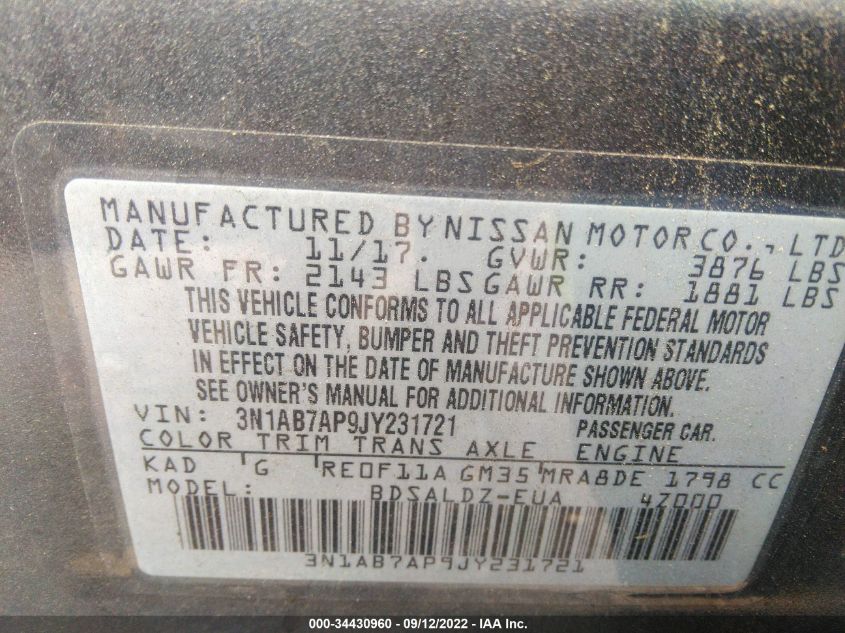 MANUFACTURED BY NISSAN MOTOR CO., LTD
DATE: 11/17. GVWR: 3876 LBS
GAWR FR: 2143 LBS GAWR RR: 1881 LBS
THIS VEHICLE CONFORMS TO ALL APPLICABLE FEDERAL MOTOR
VEHICLE SAFETY, BUMPER AND THEFT PREVENTION STANDARDS
IN EFFECT ON THE DATE OF MANUFACTURE SHOWN ABOVE.
SEE OWNER'S MANUAL FOR ADDITIONAL INFORMATION.
VIN: 3N1AB7AP9JY231721 PASSENGER CAR.
COLOR TRIM TRANS AXLE ENGINE
KAD G RE0F11A GM35 MRA8DE 1798 CC
MODEL: BDSALDZ-EUA 4Z000
3N1AB7AP9JY231721
000-34430960 - 09/12/2022 - IAA Inc.